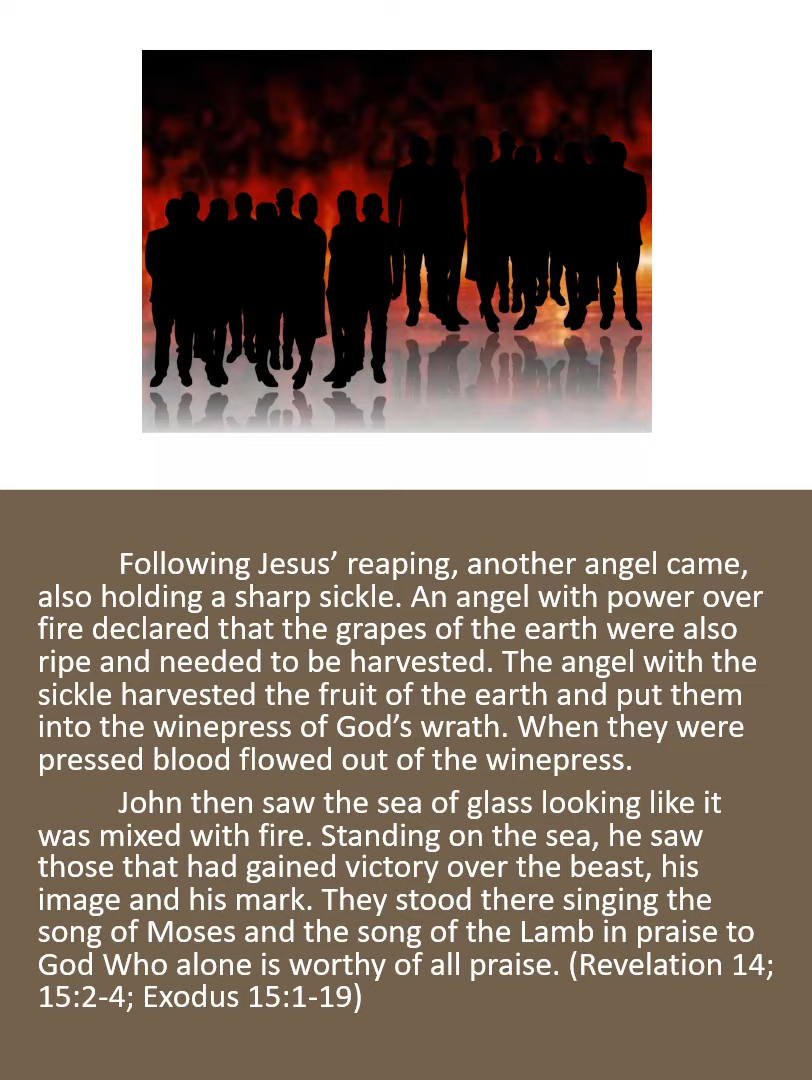 Following Jesus’ reaping, another angel came,
also holding a sharp sickle. An angel with power over
fire declared that the grapes of the earth were also
ripe and needed to be harvested. The angel with the
sickle harvested the fruit of the earth and put them
into the winepress of God’s wrath. When they were
pressed blood flowed out of the winepress.
John then saw the sea of glass looking like it
was mixed with fire. Standing on the sea, he saw
those that had gained victory over the beast, his
image and his mark. They stood there singing the
song of Moses and the song of the Lamb in praise to
God Who alone is worthy of all praise. (Revelation 14;
15:2-4; Exodus 15:1-19)